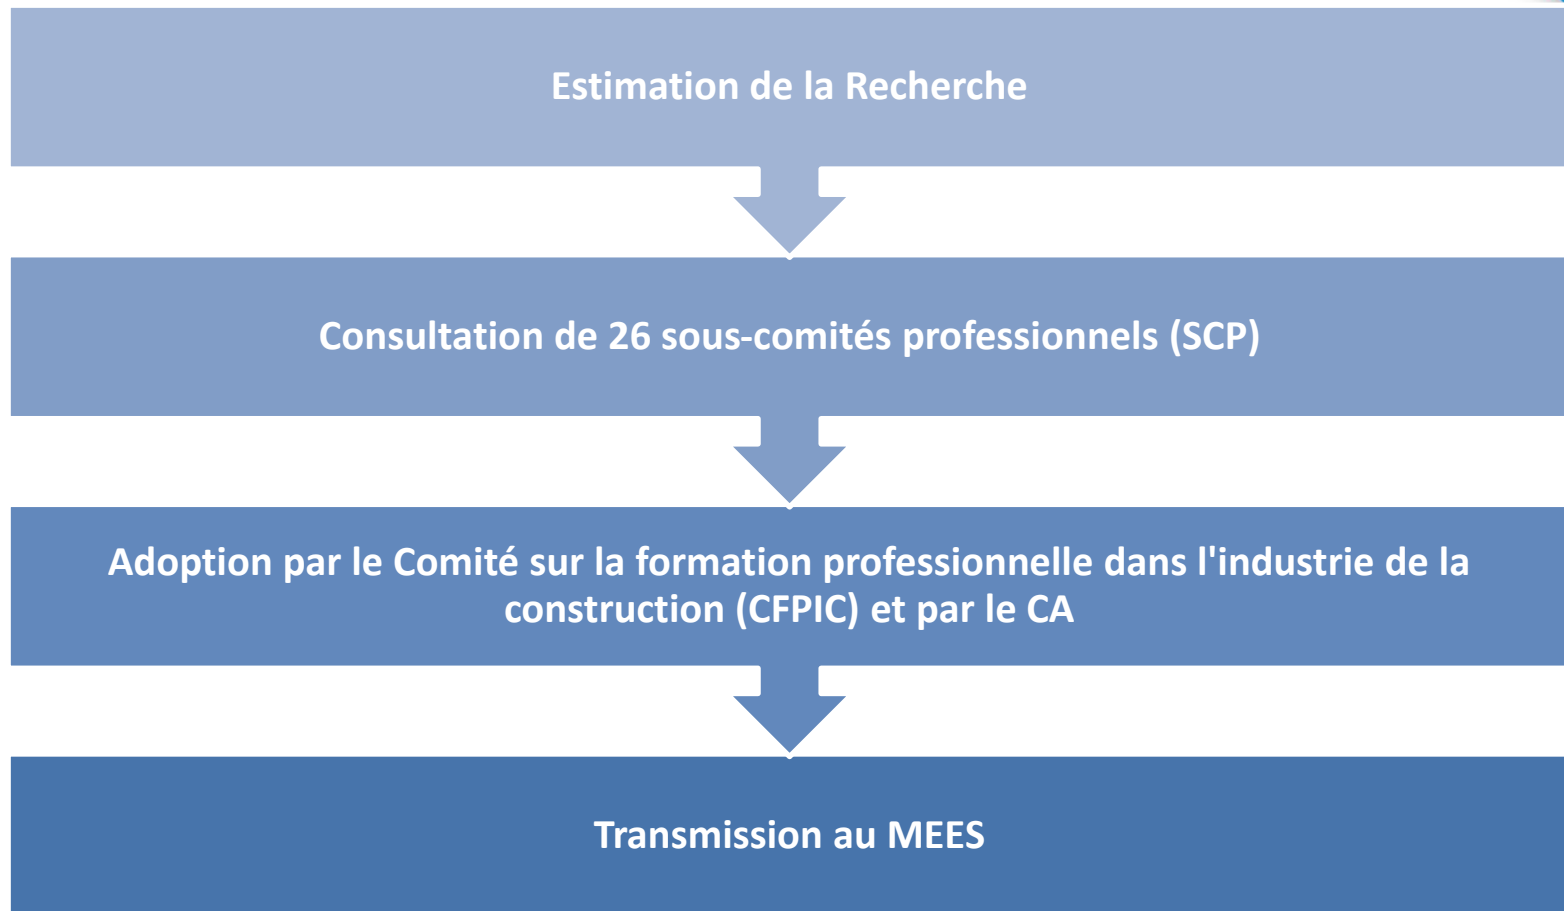 Estimation de la Recherche
Consultation de 26 sous-comités professionnels (SCP)
Adoption par le Comité sur la formation professionnelle dans l'industrie de la
construction (CFPIC) et par le CA
Transmission au MEES